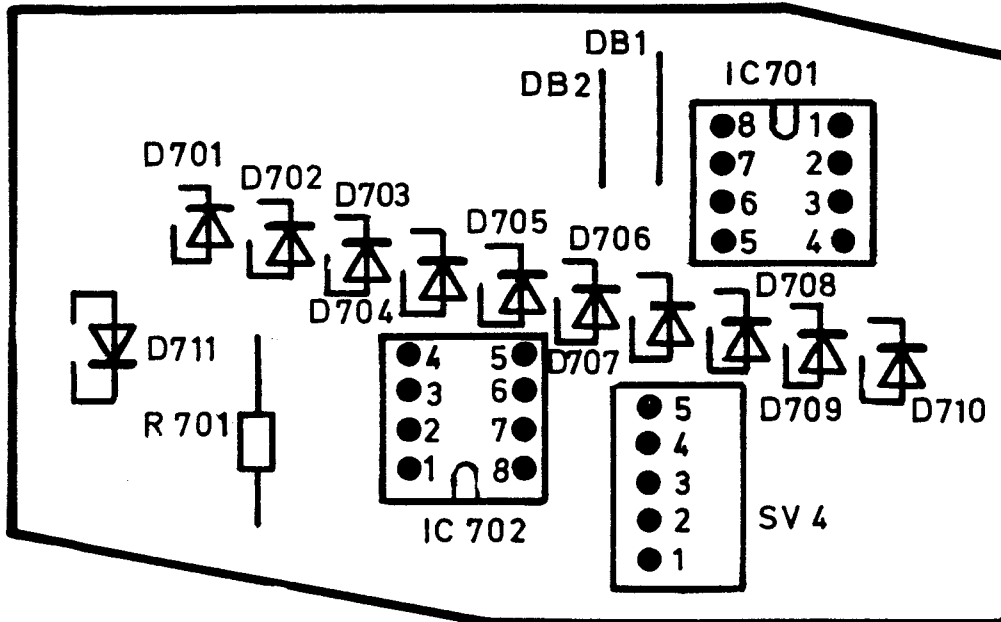 DB1
DB2
IC701
8 1
7 2
6 3
5 4
D701
D702
D703
D705
D706
D704
D708
D711
D707
4 5
3 6
2 7
1 8
IC 702
D709
D710
R 701
5
4
3
2
1
SV 4